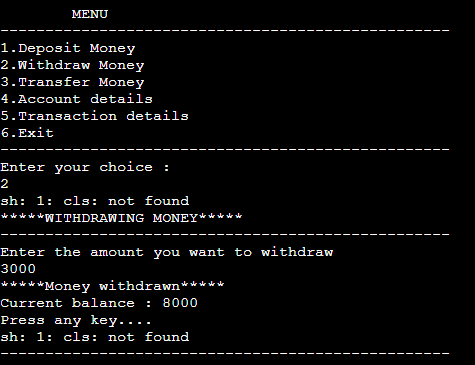 MENU
--------------------------------------------------
1.Deposit Money
2.Withdraw Money
3.Transfer Money
4.Account details
5.Transaction details
6.Exit
--------------------------------------------------
Enter your choice :
2
sh: 1: cls: not found
*****WITHDRAWING MONEY*****
--------------------------------------------------
Enter the amount you want to withdraw
3000
*****Money withdrawn*****
Current balance : 8000
Press any key....
sh: 1: cls: not found
--------------------------------------------------